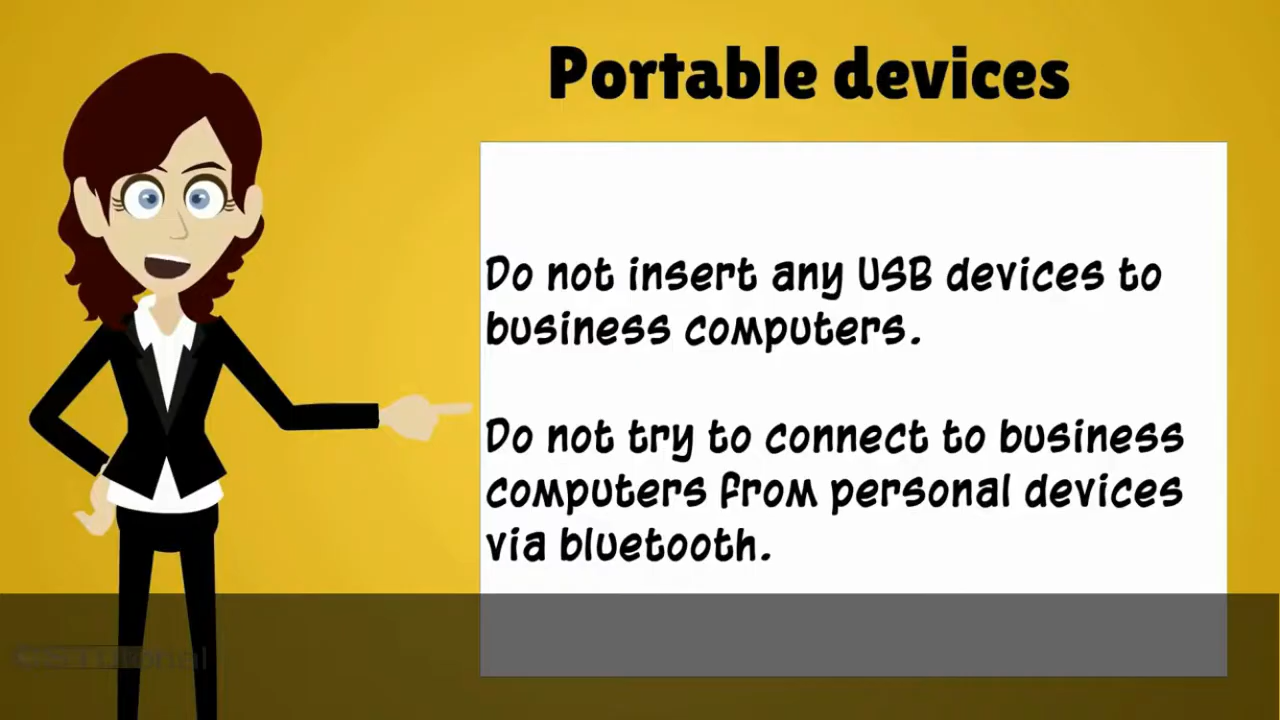 Portable devices
Do not insert any USB devices to
business computers.
Do not try to connect to business
computers from personal devices
via bluetooth.